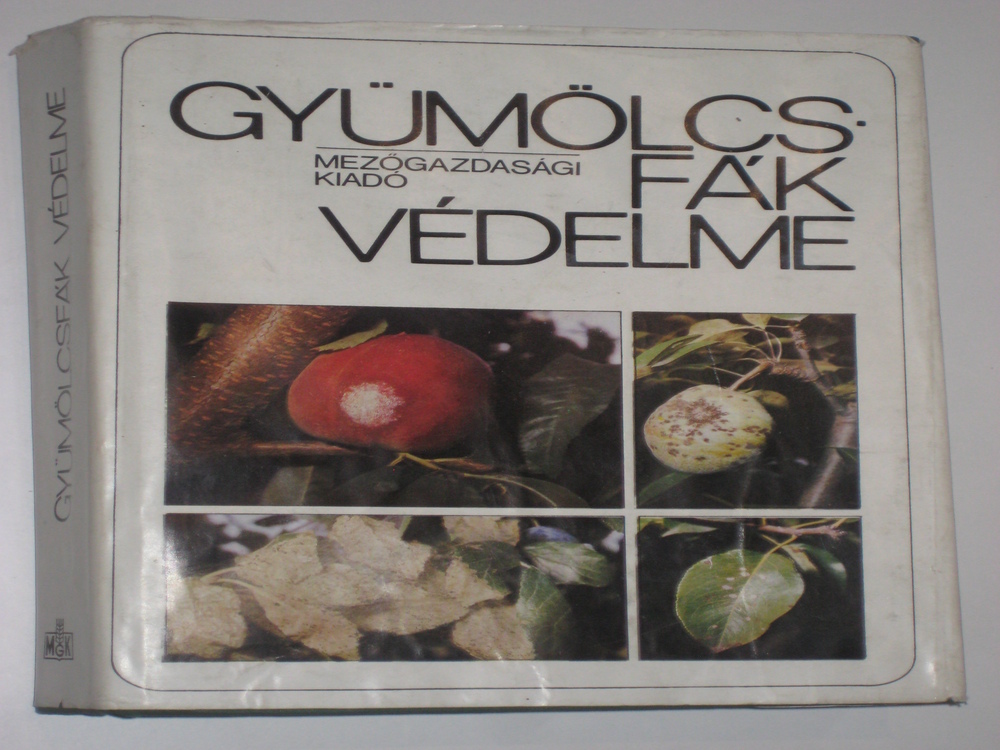 GYÜMÖLCS-
FÁK
VÉDELME
MEZŐGAZDASÁGI
KIADÓ
GYÜMÖLCSFÁK VÉDELME
MGK